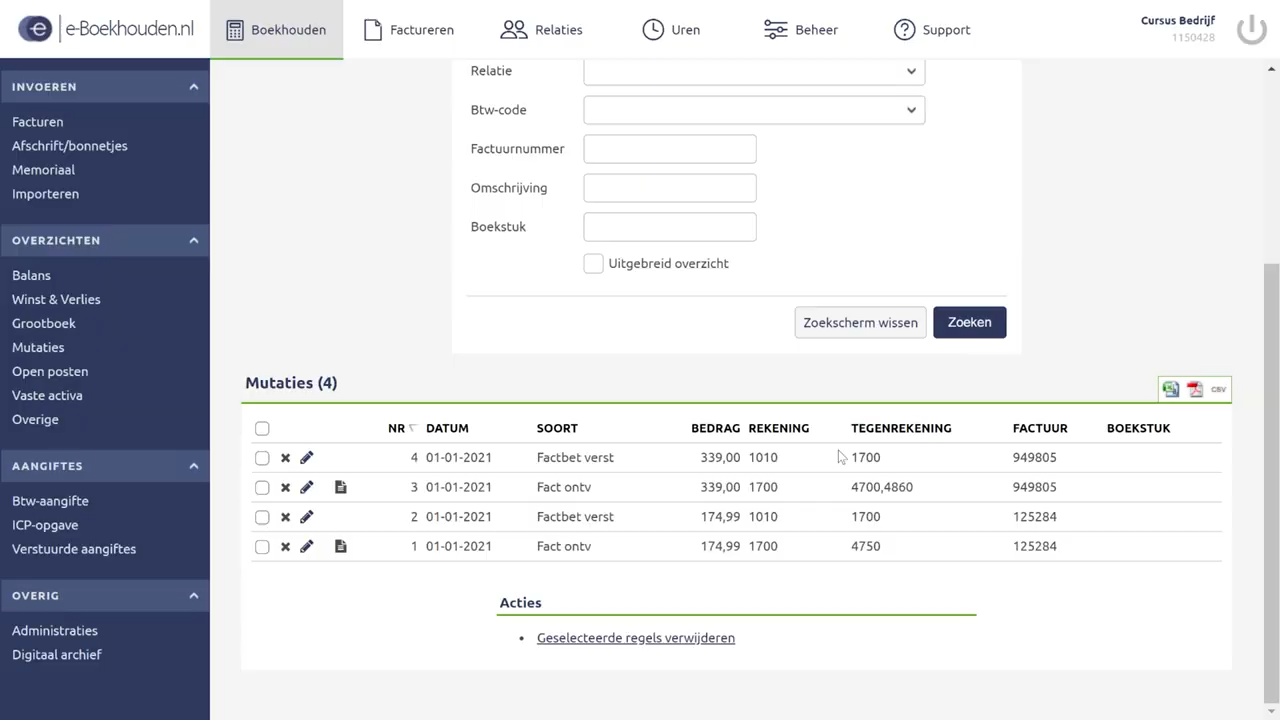 e e-Boekhouden.nl
Boekhouden
Factureren
Relaties
Uren
Beheer
Support
Cursus Bedrijf
1150428
INVOEREN
Facturen
Afschrift/bonnetjes
Memoriaal
Importeren
OVERZICHTEN
Balans
Winst & Verlies
Grootboek
Mutaties
Open posten
Vaste activa
Overige
AANGIFTES
Btw-aangifte
ICP-opgave
Verstuurde aangiftes
OVERIG
Administraties
Digitaal archief
Relatie
Btw-code
Factuurnummer
Omschrijving
Boekstuk
Uitgebreid overzicht
Zoekscherm wissen
Zoeken
Mutaties (4)
CSV
NR DATUM SOORT BEDRAG REKENING TEGENREKENING FACTUUR BOEKSTUK
4 01-01-2021 Factbet verst 339,00 1010 1700 949805
3 01-01-2021 Fact ontv 339,00 1700 4700,4860 949805
2 01-01-2021 Factbet verst 174,99 1010 1700 125284
1 01-01-2021 Fact ontv 174,99 1700 4750 125284
Acties
• Geselecteerde regels verwijderen